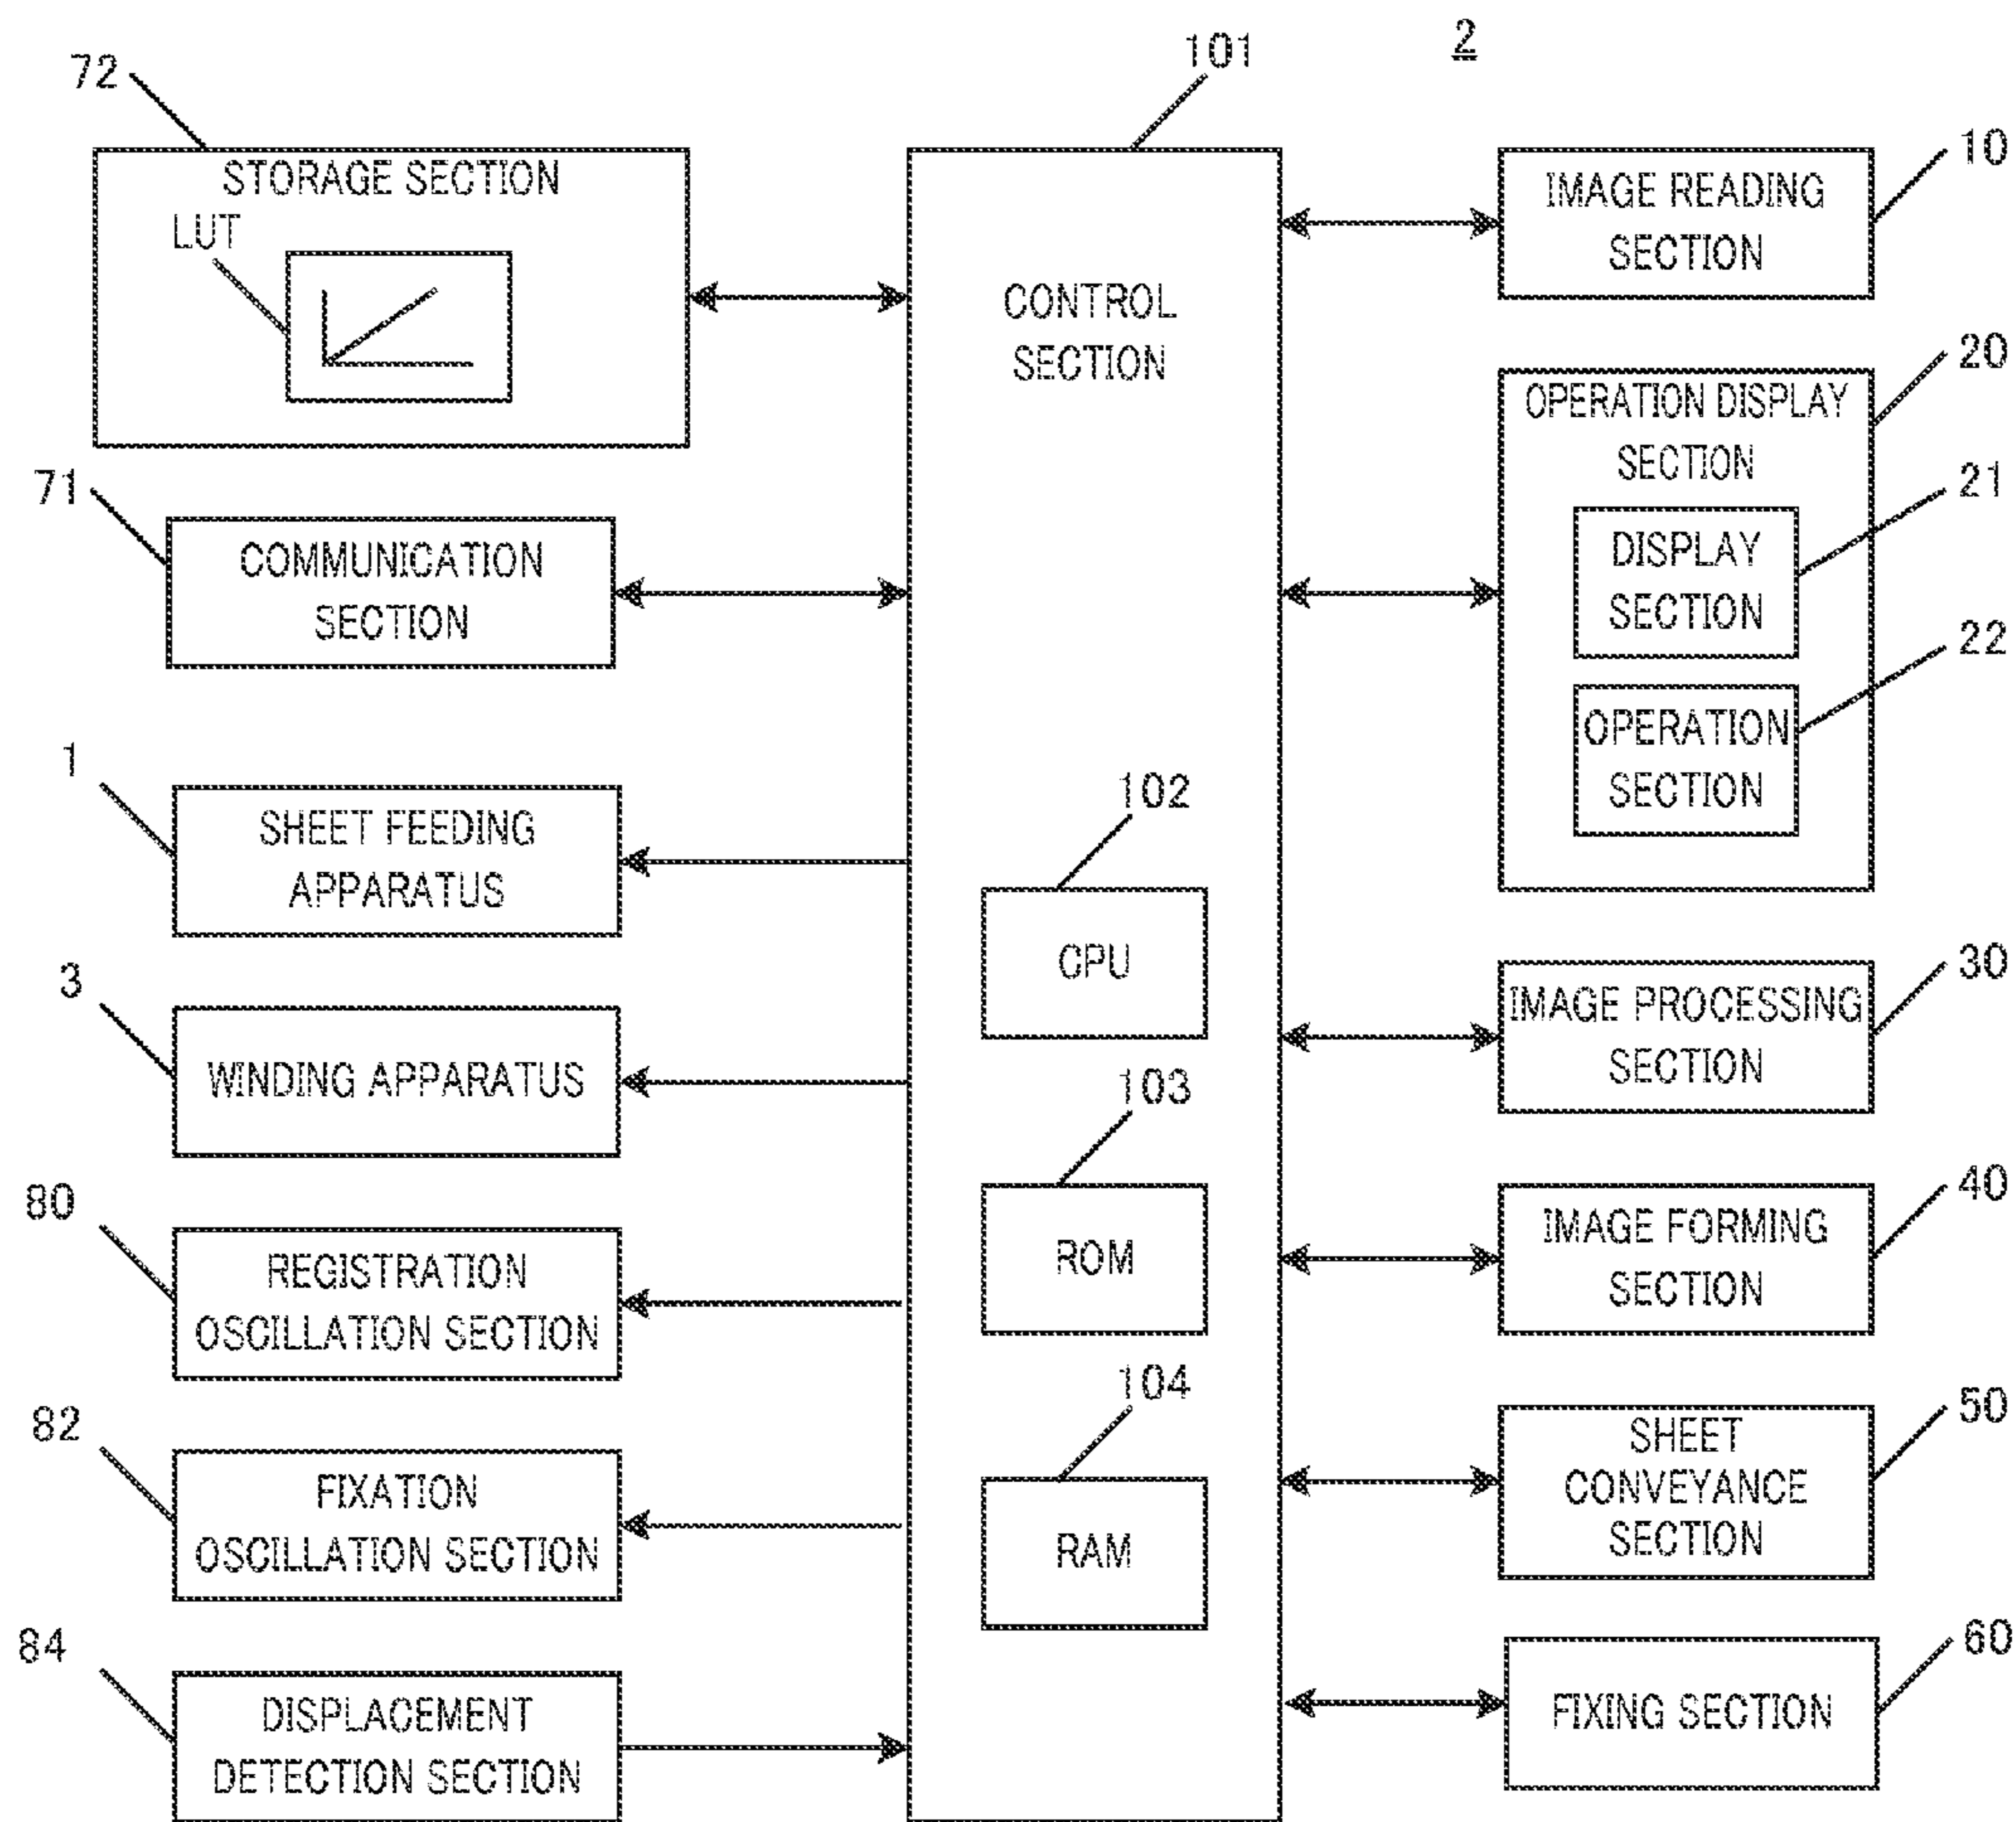 2
72
STORAGE SECTION
LUT
71
COMMUNICATION
SECTION
1
SHEET FEEDING
APPARATUS
3
WINDING APPARATUS
80
REGISTRATION
OSCILLATION SECTION
82
FIXATION
OSCILLATION SECTION
84
DISPLACEMENT
DETECTION SECTION
101
CONTROL
SECTION
102
CPU
103
ROM
104
RAM
10
IMAGE READING
SECTION
20
OPERATION DISPLAY
SECTION
21
DISPLAY
SECTION
22
OPERATION
SECTION
30
IMAGE PROCESSING
SECTION
40
IMAGE FORMING
SECTION
50
SHEET
CONVEYANCE
SECTION
60
FIXING SECTION